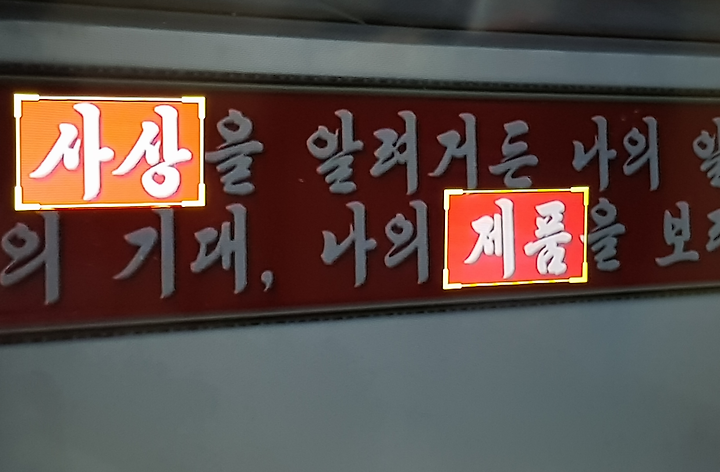 사상을 알려거든 나의
의 기대, 나의 제품을 보